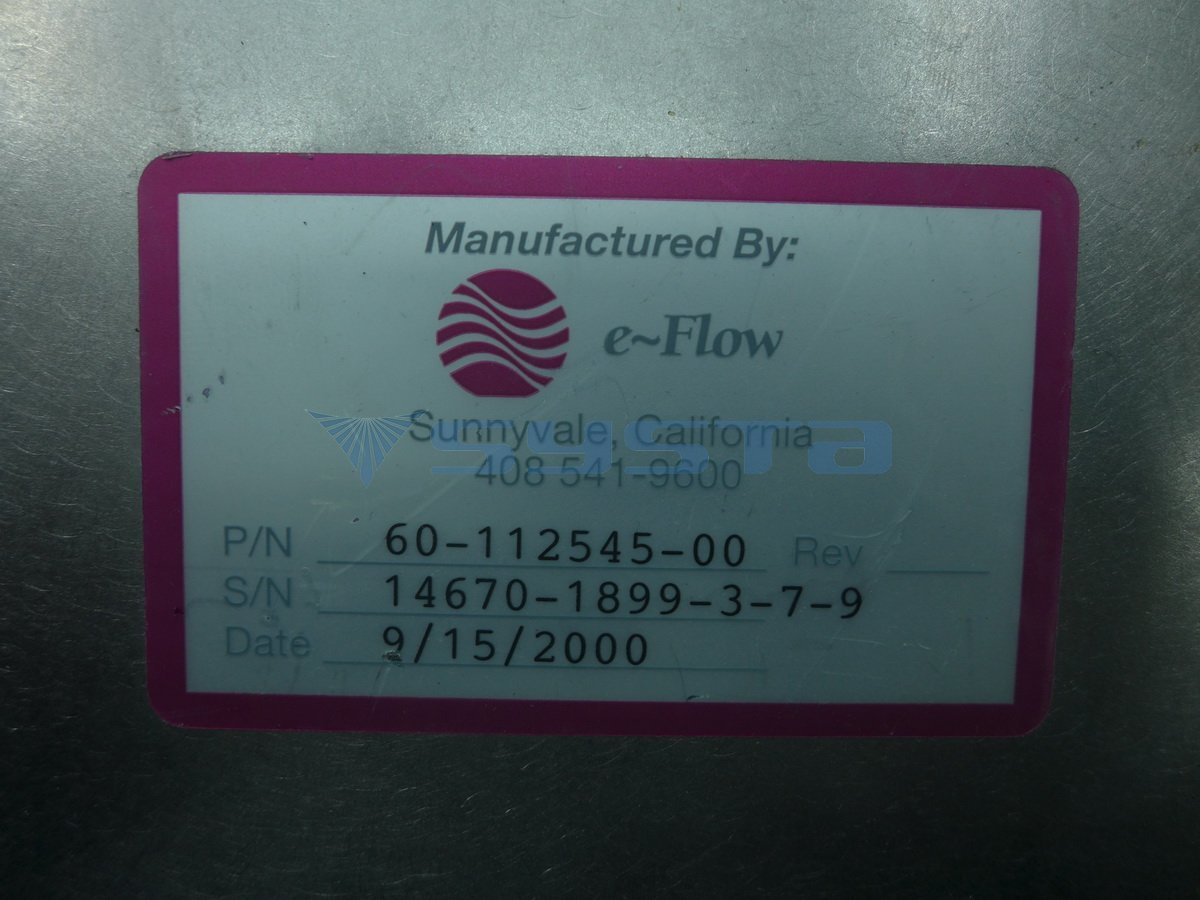 Manufactured By:
e~Flow
Sunnyvale, California
sysra
408 541-9600
P/N 60-112545-00 Rev
S/N 14670-1899-3-7-9
Date 9/15/2000